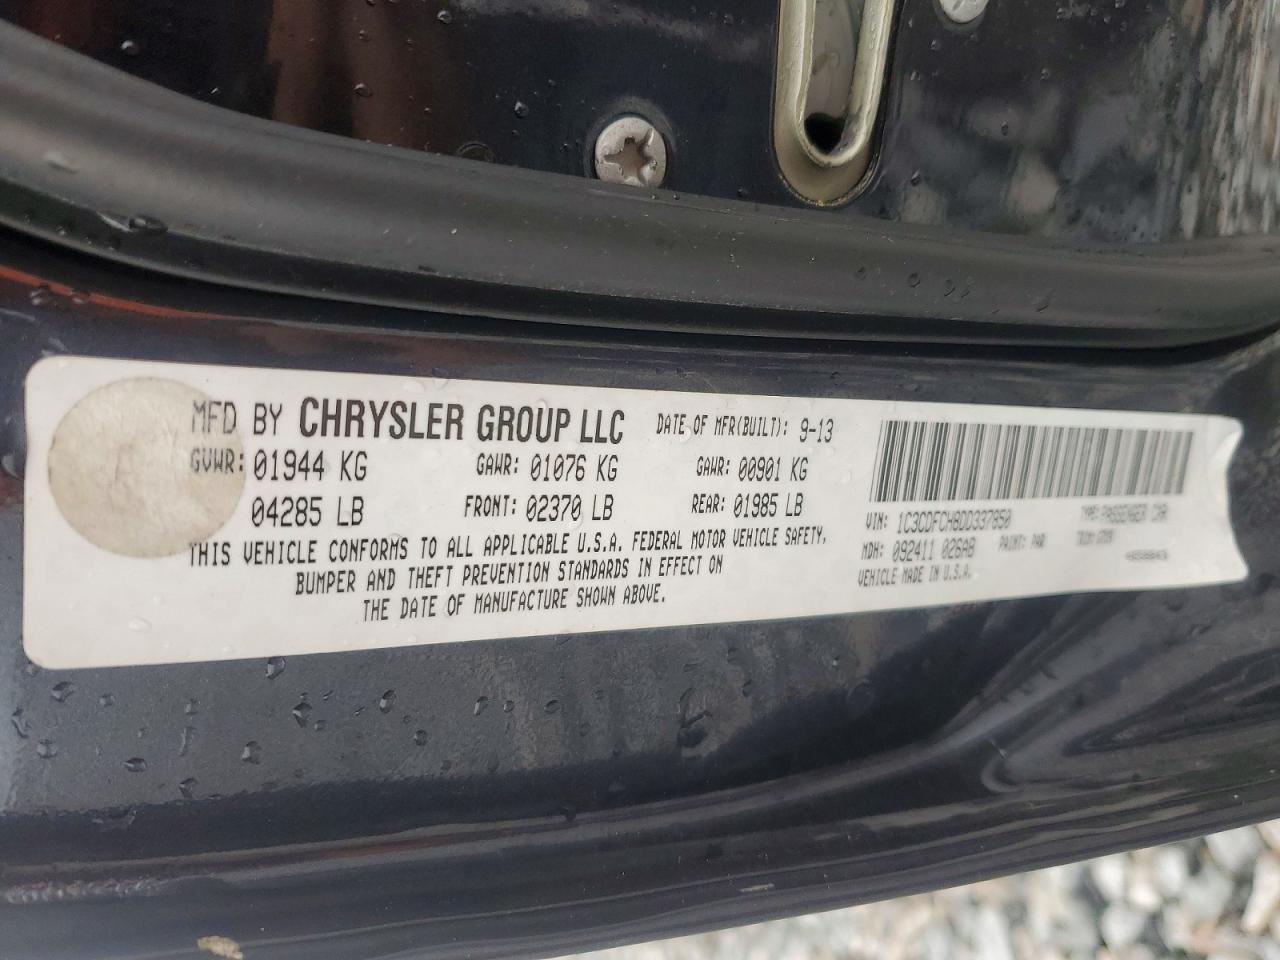 MFD BY CHRYSLER GROUP LLC DATE OF MFR(BUILT): 9-13
GVWR: 01944 KG GAWR: 01076 KG GAWR: 00901 KG
04285 LB FRONT: 02370 LB REAR: 01985 LB
THIS VEHICLE CONFORMS TO ALL APPLICABLE U.S.A. FEDERAL MOTOR VEHICLE SAFETY,
BUMPER AND THEFT PREVENTION STANDARDS IN EFFECT ON
THE DATE OF MANUFACTURE SHOWN ABOVE.
VIN: 1C3CDFCH8DD337850 TYPE: PASSENGER CAR
MDH: 092411 026AB PAINT: PAR TRIM:
VEHICLE MADE IN U.S.A.